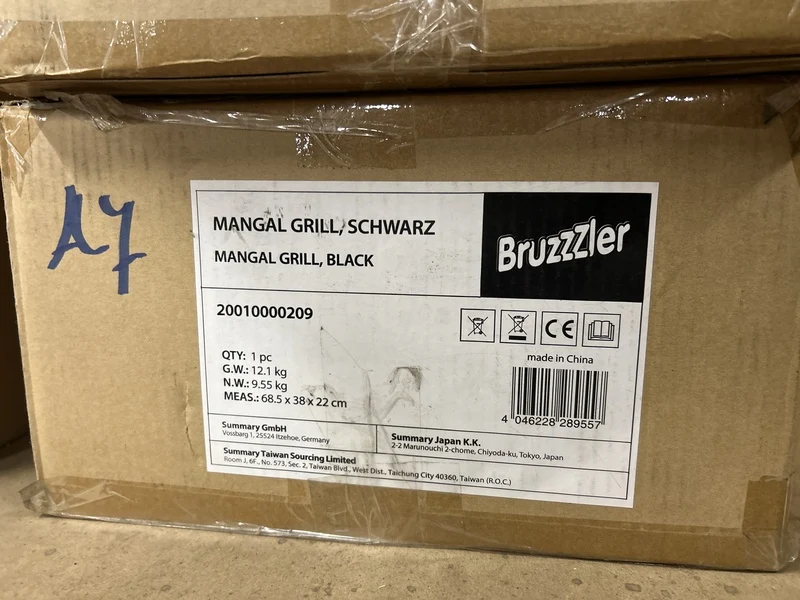 A7
MANGAL GRILL, SCHWARZ
MANGAL GRILL, BLACK
Bruzzzler
20010000209
CE
made in China
QTY: 1 pc
G.W.: 12.1 kg
N.W.: 9.55 kg
MEAS.: 68.5 x 38 x 22 cm
4 046228 289557
Summary GmbH
Vossbarg 1, 25524 Itzehoe, Germany
Summary Japan K.K.
2-2 Marunouchi 2-chome, Chiyoda-ku, Tokyo, Japan
Summary Taiwan Sourcing Limited
Room J, 6F., No. 573, Sec. 2, Taiwan Blvd., West Dist., Taichung City 40360, Taiwan (R.O.C.)